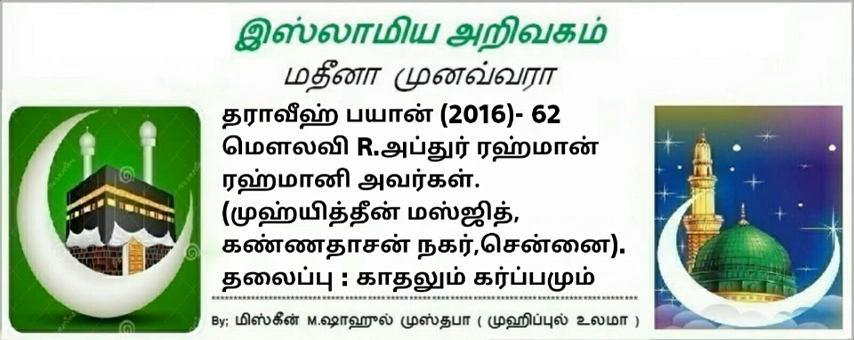 இஸ்லாமிய அறிவகம்
மதீனா முனவ்வரா
தராவீஹ் பயான் (2016)- 62
மௌலவி R.அப்துர் ரஹ்மான்
ரஹ்மானி அவர்கள்.
(முஹ்யித்தீன் மஸ்ஜித்,
கண்ணதாசன் நகர்,சென்னை).
தலைப்பு : காதலும் கர்ப்பமும்
By; மிஸ்கீன் M.ஷாஹுல் முஸ்தபா ( முஹிப்புல் உலமா )